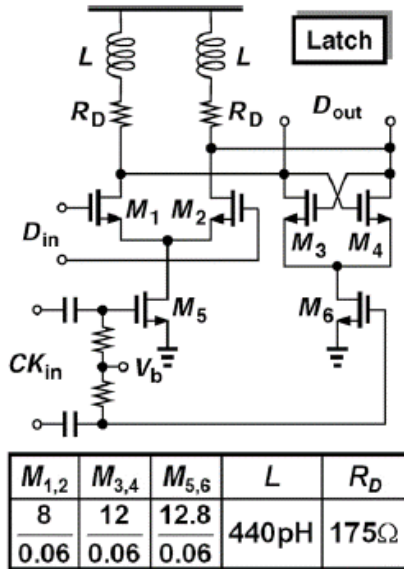 Latch
L L
R_D R_D D_out
M_1 M_2
M_3 M_4
D_in
M_5 M_6
CK_in V_b
M_1,2 M_3,4 M_5,6 L R_D
8 12 12.8 440pH 175Ω
0.06 0.06 0.06